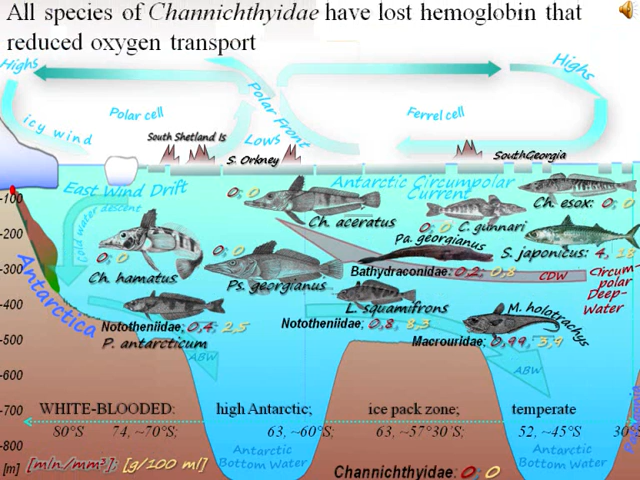 All species of Channichthyidae have lost hemoglobin that
reduced oxygen transport
Highs
Highs
icy wind
Polar cell
Polar Front
Ferrel cell
South Shetland Is
Lows
S. Orkney
SouthGeorgia
East Wind Drift
Antarctic Circumpolar
Current
Cold water descent
0; 0
Ch. aceratus
0; 0
C. gunnari
Ch. esox: 0; 0
0; 0
Ch. hamatus
0; 0
Ps. georgianus
Pa. georgianus
Bathydraconidae: 0,2; 0,8
S. japonicus: 4, 18
CDW
Circum-
polar
Deep-
Water
Antarctica
Nototheniidae; 0,4; 2,5
P. antarcticum
L. squamifrons
Nototheniidae; 0,8; 8,3
M. holotrachys
Macrouridae; 0,99; 3,9
ABW
ABW
-100
-200
-300
-400
-500
-600
-700
-800
[m]
WHITE-BLOODED: high Antarctic; ice pack zone; temperate
80°S 74, ~70°S; 63, ~60°S; 63, ~57°30´S; 52, ~45°S
Antarctic
Bottom Water
Antarctic
Bottom Water
[mln/mm³]; [g/100 ml]
Channichthyidae: 0; 0